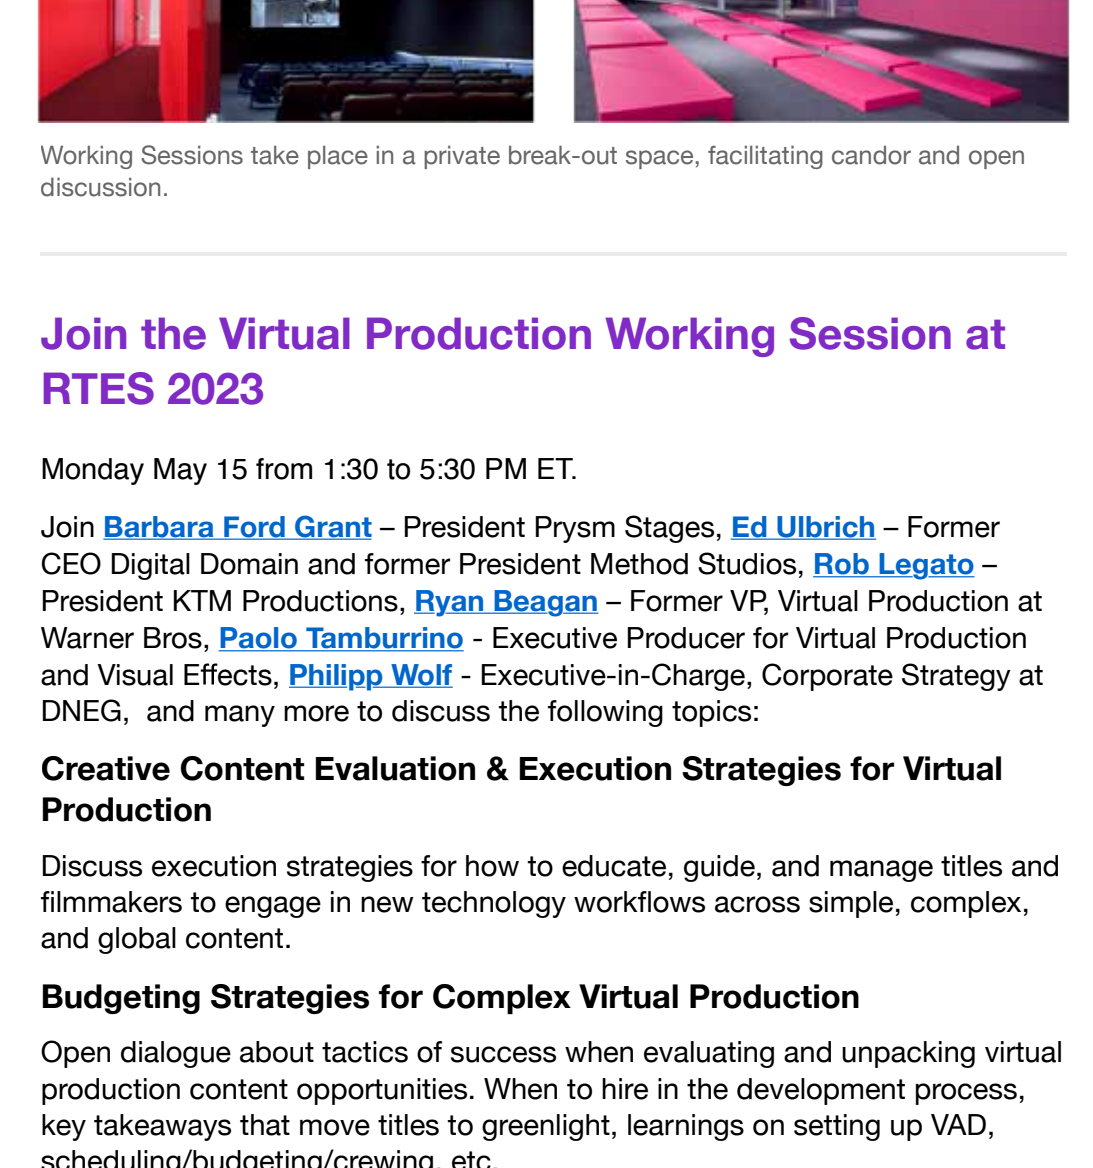 Working Sessions take place in a private break-out space, facilitating candor and open
discussion.
Join the Virtual Production Working Session at
RTES 2023
Monday May 15 from 1:30 to 5:30 PM ET.
Join Barbara Ford Grant – President Prysm Stages, Ed Ulbrich – Former
CEO Digital Domain and former President Method Studios, Rob Legato –
President KTM Productions, Ryan Beagan – Former VP, Virtual Production at
Warner Bros, Paolo Tamburrino - Executive Producer for Virtual Production
and Visual Effects, Philipp Wolf - Executive-in-Charge, Corporate Strategy at
DNEG,  and many more to discuss the following topics:
Creative Content Evaluation & Execution Strategies for Virtual
Production
Discuss execution strategies for how to educate, guide, and manage titles and
filmmakers to engage in new technology workflows across simple, complex,
and global content.
Budgeting Strategies for Complex Virtual Production
Open dialogue about tactics of success when evaluating and unpacking virtual
production content opportunities. When to hire in the development process,
key takeaways that move titles to greenlight, learnings on setting up VAD,
scheduling/budgeting/crewing, etc.